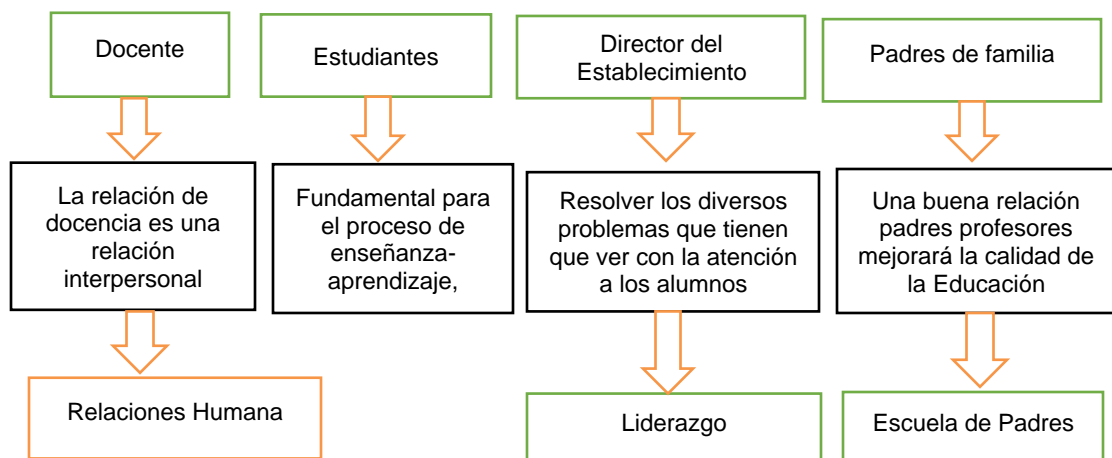 Docente
Estudiantes
Director del
Establecimiento
Padres de familia
La relación de
docencia es una
relación
interpersonal
Fundamental para
el proceso de
enseñanza-
aprendizaje,
Resolver los diversos
problemas que tienen
que ver con la atención
a los alumnos
Una buena relación
padres profesores
mejorará la calidad de
la Educación
Relaciones Humana
Liderazgo
Escuela de Padres